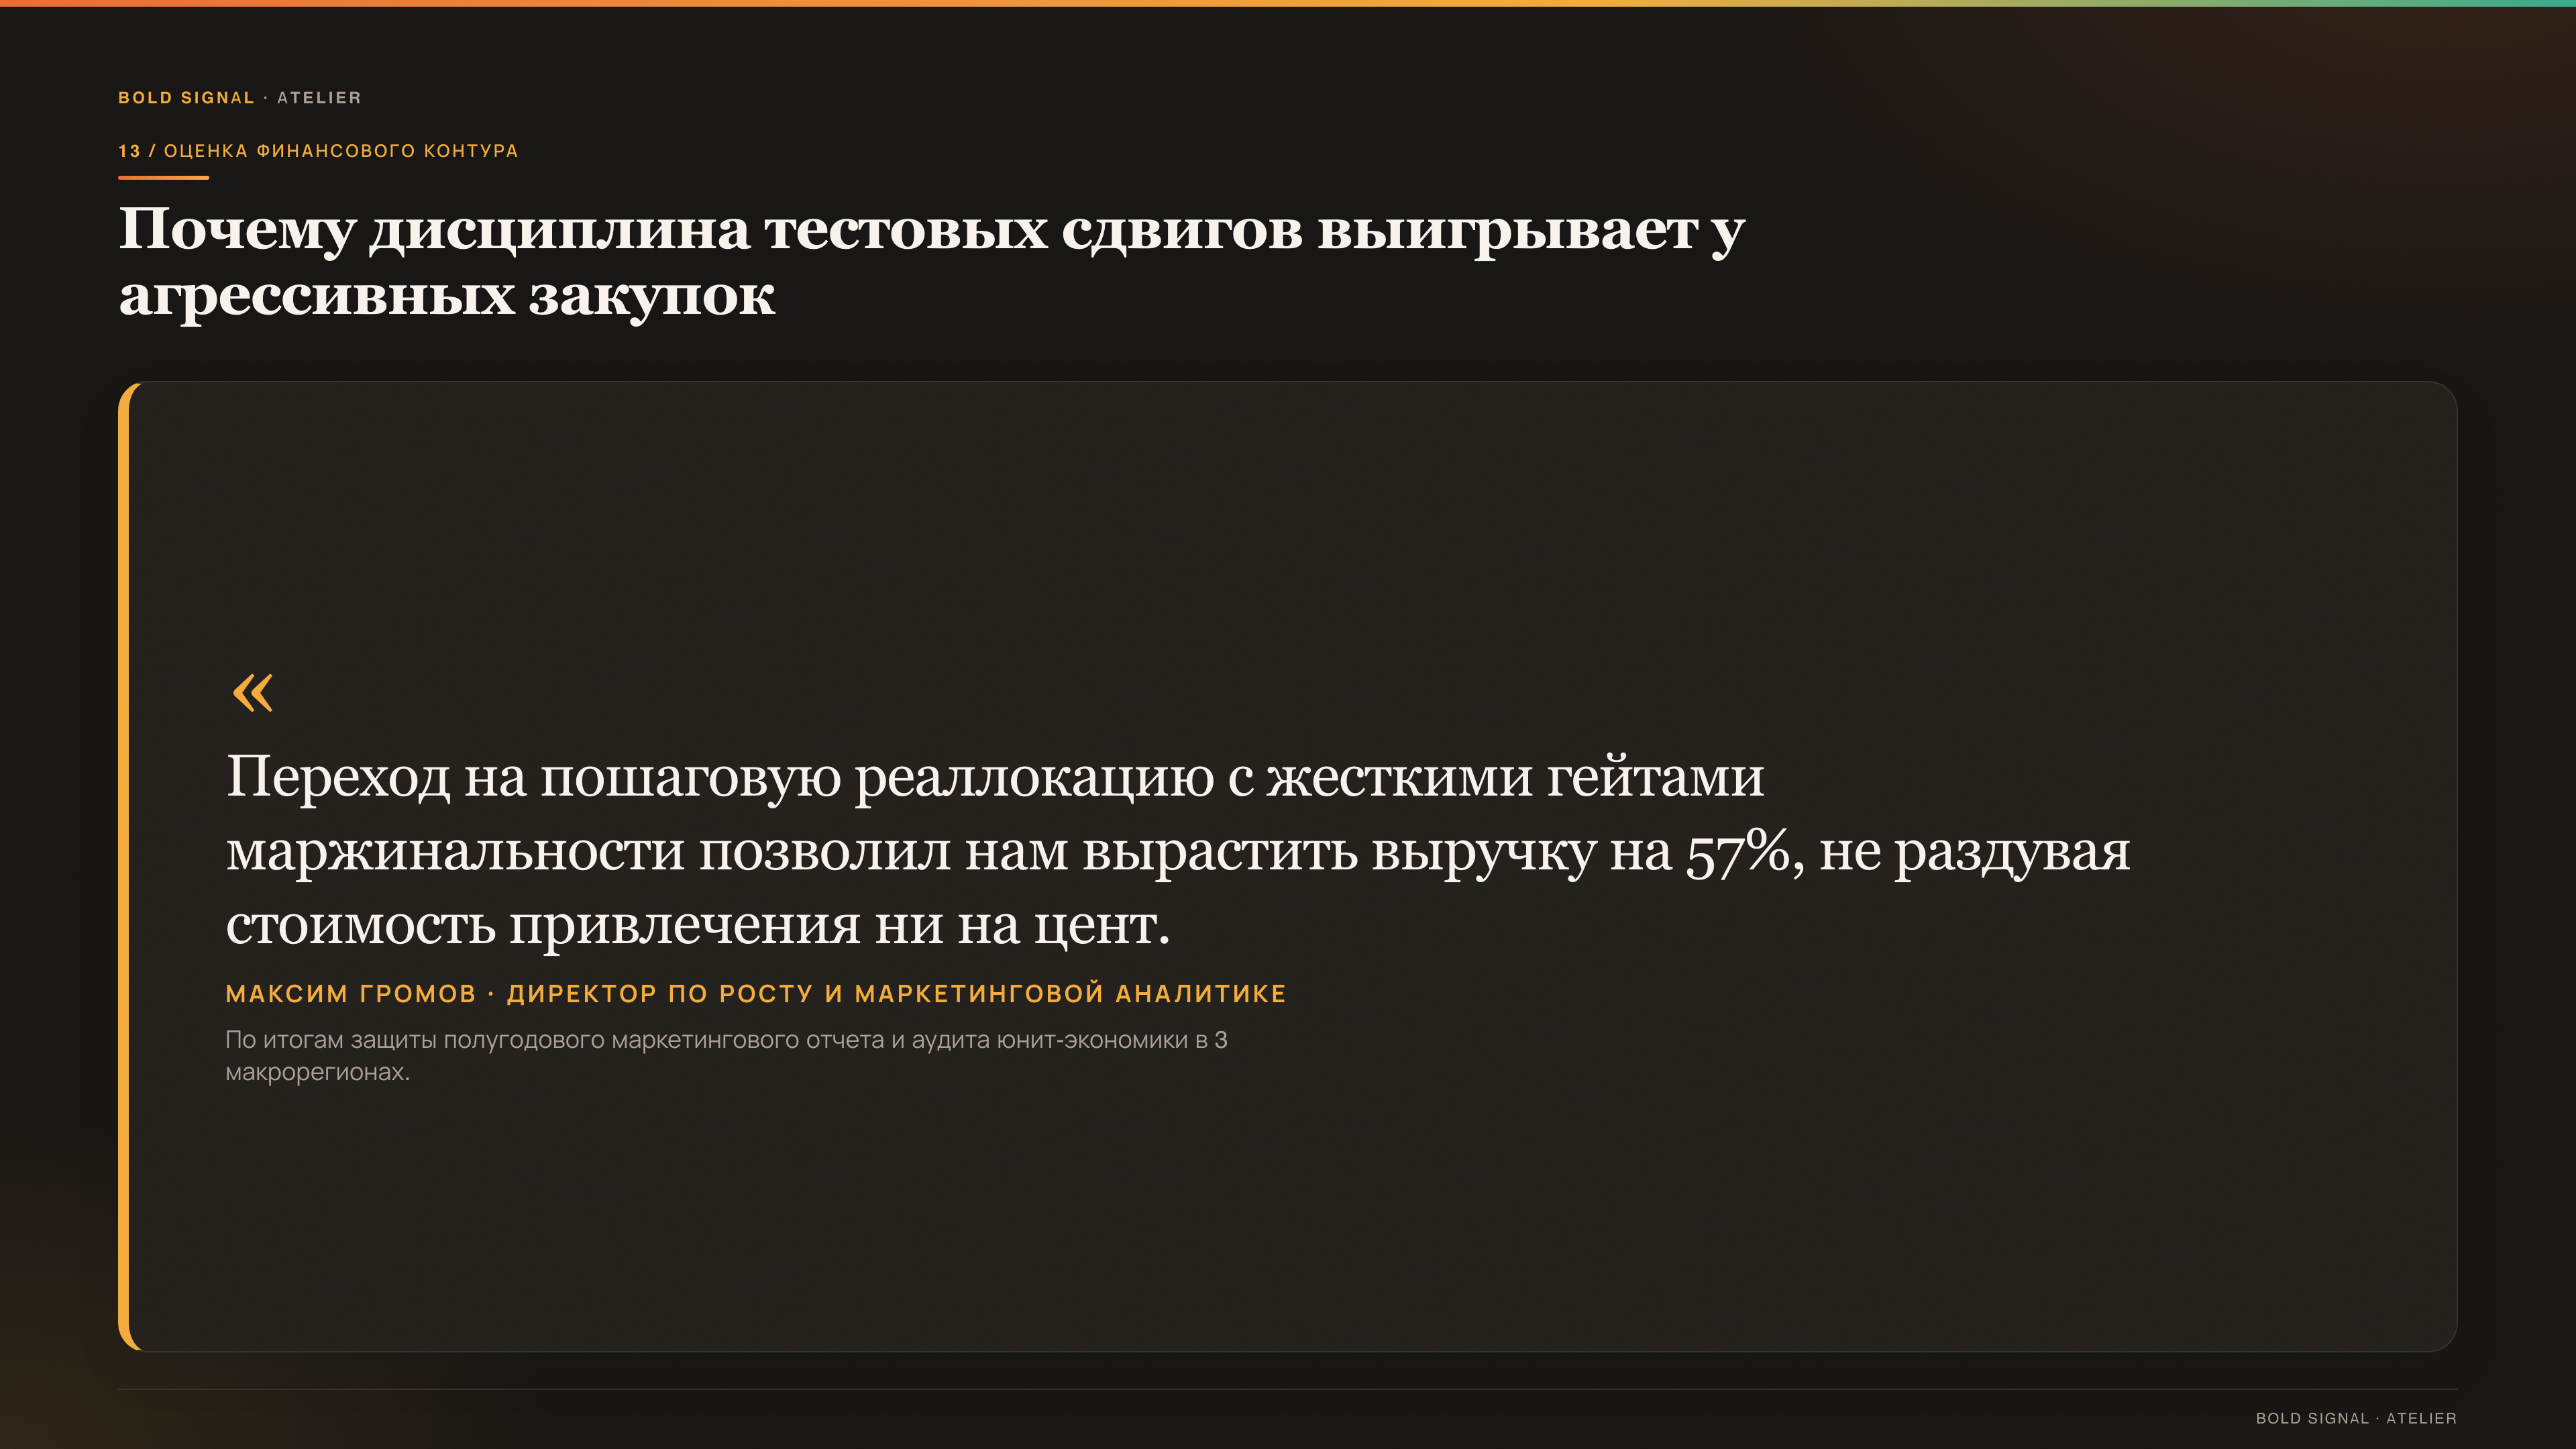 BOLD SIGNAL · ATELIER
13 / ОЦЕНКА ФИНАНСОВОГО КОНТУРА
Почему дисциплина тестовых сдвигов выигрывает у
агрессивных закупок
«
Переход на пошаговую реаллокацию с жесткими гейтами
маржинальности позволил нам вырастить выручку на 57%, не раздувая
стоимость привлечения ни на цент.
МАКСИМ ГРОМОВ · ДИРЕКТОР ПО РОСТУ И МАРКЕТИНГОВОЙ АНАЛИТИКЕ
По итогам защиты полугодового маркетингового отчета и аудита юнит-экономики в 3
макрорегионах.
BOLD SIGNAL · ATELIER